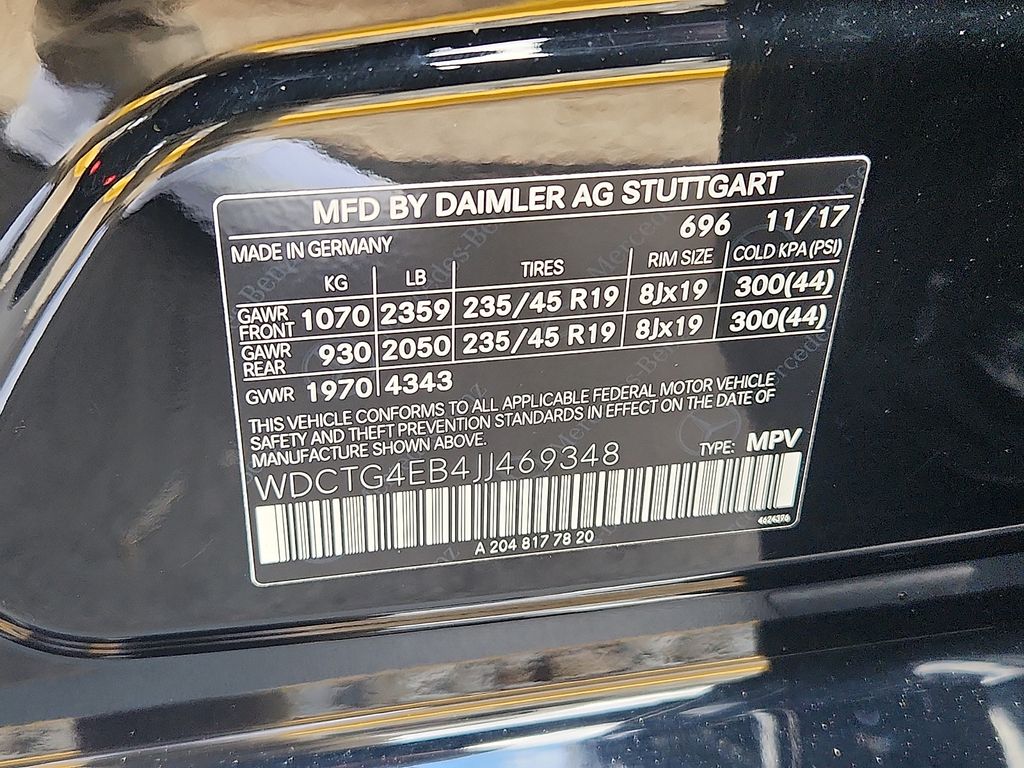 MFD BY DAIMLER AG STUTTGART
696 11/17
MADE IN GERMANY
KG LB TIRES RIM SIZE COLD KPA (PSI)
GAWR FRONT 1070 2359 235/45 R19 8Jx19 300(44)
GAWR REAR 930 2050 235/45 R19 8Jx19 300(44)
GVWR 1970 4343
THIS VEHICLE CONFORMS TO ALL APPLICABLE FEDERAL MOTOR VEHICLE
SAFETY AND THEFT PREVENTION STANDARDS IN EFFECT ON THE DATE OF
MANUFACTURE SHOWN ABOVE.
TYPE: MPV
WDCTG4EB4JJ469348
A 204 817 78 20